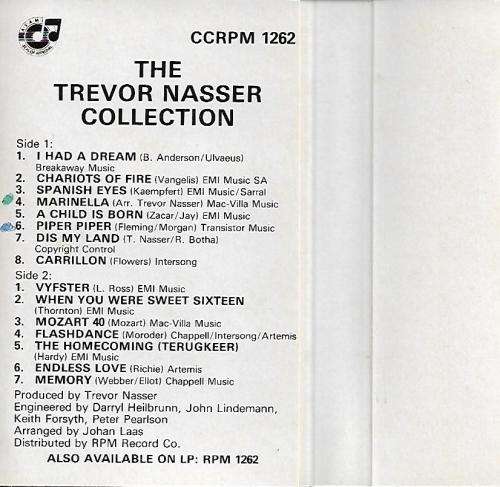 CCRPM 1262
THE
TREVOR NASSER
COLLECTION
Side 1:
1. I HAD A DREAM (B. Anderson/Ulvaeus)
Breakaway Music
2. CHARIOTS OF FIRE (Vangelis) EMI Music SA
3. SPANISH EYES (Kaempfert) EMI Music/Sarral
4. MARINELLA (Arr. Trevor Nasser) Mac-Villa Music
5. A CHILD IS BORN (Zacar/Jay) EMI Music
6. PIPER PIPER (Fleming/Morgan) Transistor Music
7. DIS MY LAND (T. Nasser/R. Botha)
Copyright Control
8. CARRILLON (Flowers) Intersong
Side 2:
1. VYFSTER (L. Ross) EMI Music
2. WHEN YOU WERE SWEET SIXTEEN
(Thornton) EMI Music
3. MOZART 40 (Mozart) Mac-Villa Music
4. FLASHDANCE (Moroder) Chappell/Intersong/Artemis
5. THE HOMECOMING (TERUGKEER)
(Hardy) EMI Music
6. ENDLESS LOVE (Richie) Artemis
7. MEMORY (Webber/Eliot) Chappell Music
Produced by Trevor Nasser
Engineered by Darryl Heilbrunn, John Lindemann,
Keith Forsyth, Peter Pearlson
Arranged by Johan Laas
Distributed by RPM Record Co.
ALSO AVAILABLE ON LP: RPM 1262